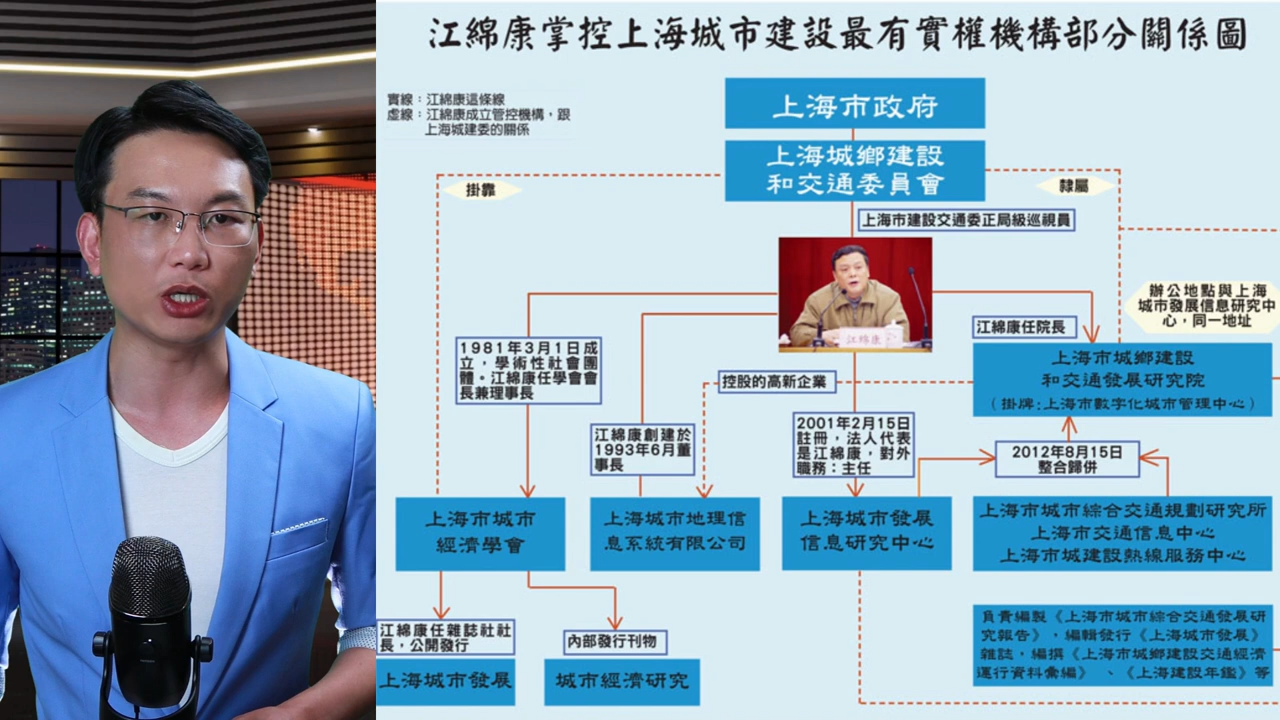 江綿康掌控上海城市建設最有實權機構部分關係圖
實線：江綿康這條線
虛線：江綿康成立管控機構，跟
上海城建委的關係
上海市政府
上海城鄉建設
和交通委員會
掛靠
隸屬
上海市建設交通委正局級巡視員
江綿康
辦公地點與上海
城市發展信息研究中
心，同一地址
江綿康任院長
1981年3月1日成
立，學術性社會團
體。江綿康任學會會
長兼理事長
上海市城鄉建設
和交通發展研究院
（掛牌:上海市數字化城市管理中心）
控股的高新企業
江綿康創建於
1993年6月董
事長
2001年2月15日
註冊，法人代表
是江綿康，對外
職務：主任
2012年8月15日
整合歸併
上海市城市
經濟學會
上海城市地理信
息系統有限公司
上海城市發展
信息研究中心
上海市城市綜合交通規劃研究所
上海市交通信息中心
上海市城建設熱線服務中心
江綿康任雜誌社社
長，公開發行
內部發行刊物
上海城市發展
城市經濟研究
負責編製《上海市城市綜合交通發展研
究報告》，編輯發行《上海城市發展》
雜誌，編撰《上海市城鄉建設交通經濟
運行資料彙編》、《上海建設年鑑》等